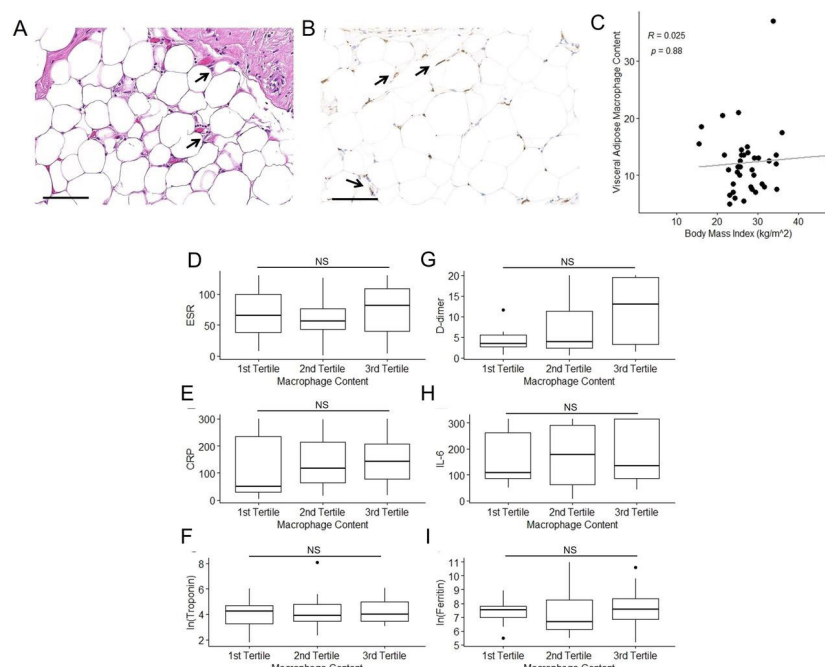 A
B
C
R = 0.025
p = 0.88
Visceral Adipose Macrophage Content
30
20
10
10 20 30 40
Body Mass Index (kg/m^2)
D
NS
ESR
100
50
0
1st Tertile 2nd Tertile 3rd Tertile
Macrophage Content
G
NS
D-dimer
20
15
10
5
0
1st Tertile 2nd Tertile 3rd Tertile
Macrophage Content
E
NS
CRP
300
200
100
0
1st Tertile 2nd Tertile 3rd Tertile
Macrophage Content
H
NS
IL-6
300
200
100
0
1st Tertile 2nd Tertile 3rd Tertile
Macrophage Content
F
NS
ln(Troponin)
8
6
4
2
1st Tertile 2nd Tertile 3rd Tertile
Macrophage Content
I
NS
ln(Ferritin)
11
10
9
8
7
6
5
1st Tertile 2nd Tertile 3rd Tertile
Macrophage Content